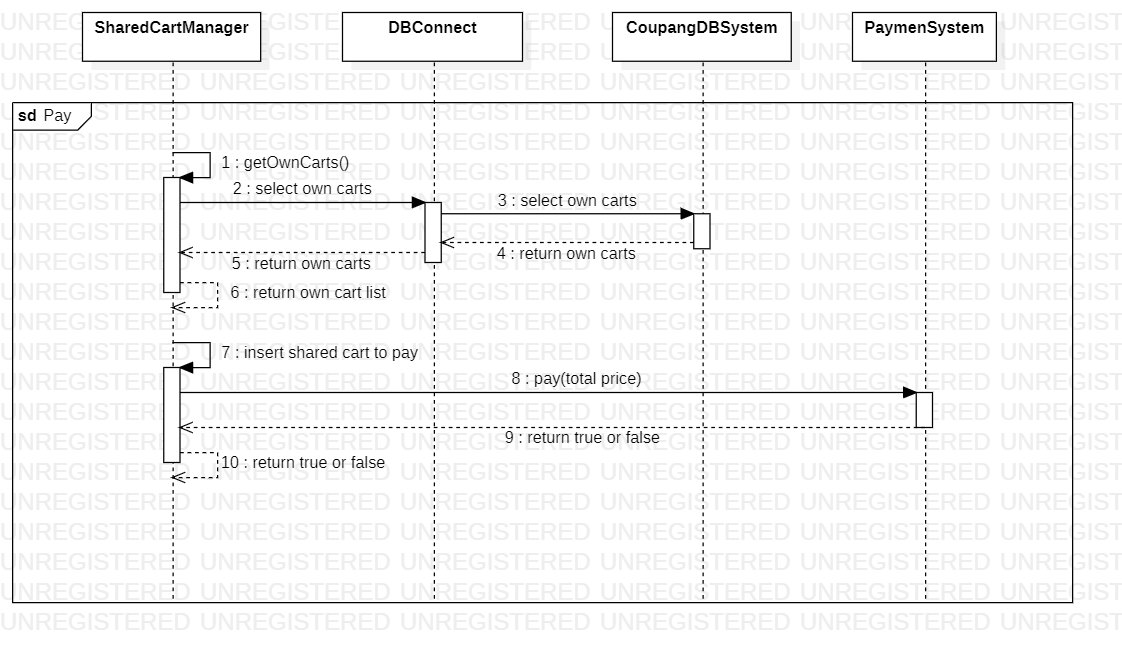 SharedCartManager DBConnect CoupangDBSystem PaymenSystem
sd Pay
1 : getOwnCarts()
2 : select own carts
3 : select own carts
4 : return own carts
5 : return own carts
6 : return own cart list
7 : insert shared cart to pay
8 : pay(total price)
9 : return true or false
10 : return true or false
UNREGISTERED